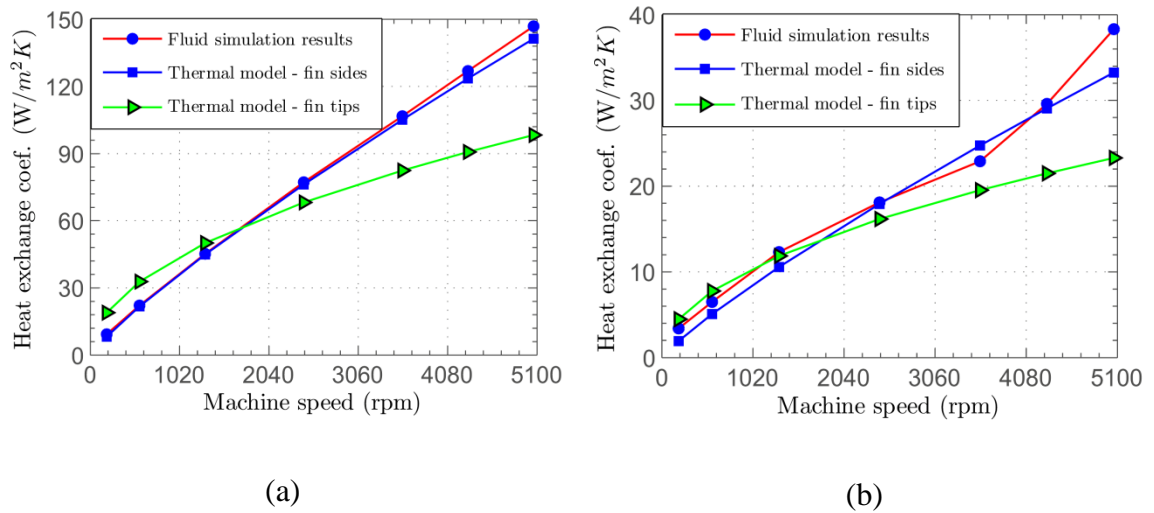 150
120
90
60
30
0
Heat exchange coef. (W/m²K)
Fluid simulation results
Thermal model - fin sides
Thermal model - fin tips
0 1020 2040 3060 4080 5100
Machine speed (rpm)
(a)
40
30
20
10
0
Heat exchange coef. (W/m²K)
Fluid simulation results
Thermal model - fin sides
Thermal model - fin tips
0 1020 2040 3060 4080 5100
Machine speed (rpm)
(b)